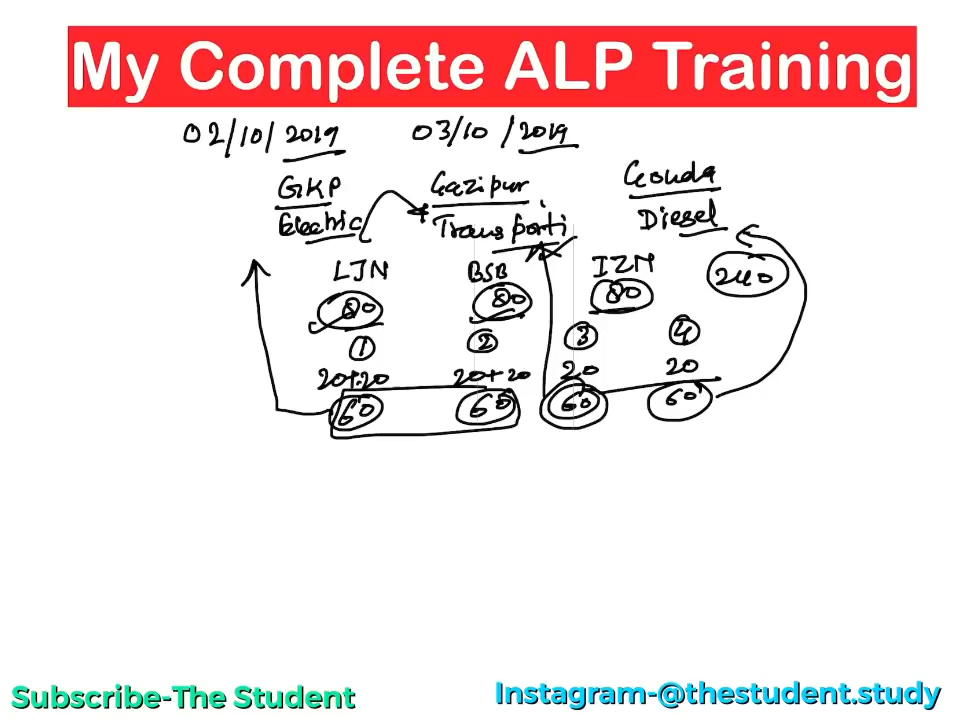 My Complete ALP Training
02/10/2019 03/10/2019
GKP Gazipur Gonda
Electric Transporti Diesel
LJN BSB IZN 240
80 80 80
1 2 3 4
20+20 20+20 20 20
60 60 60 60
Subscribe-The Student Instagram-@thestudent.study